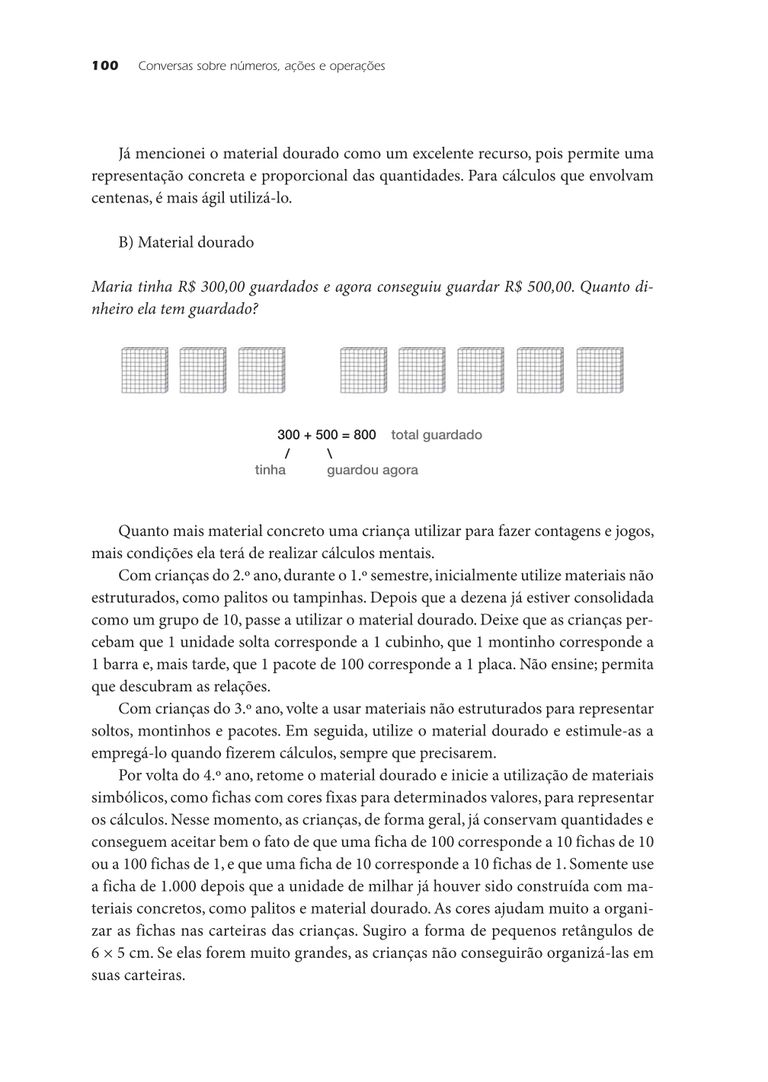 100 Conversas sobre números, ações e operações
Já mencionei o material dourado como um excelente recurso, pois permite uma
representação concreta e proporcional das quantidades. Para cálculos que envolvam
centenas, é mais ágil utilizá-lo.
B) Material dourado
Maria tinha R$ 300,00 guardados e agora conseguiu guardar R$ 500,00. Quanto di-
nheiro ela tem guardado?
300 + 500 = 800 total guardado
/ \
tinha guardou agora
Quanto mais material concreto uma criança utilizar para fazer contagens e jogos,
mais condições ela terá de realizar cálculos mentais.
Com crianças do 2.º ano, durante o 1.º semestre, inicialmente utilize materiais não
estruturados, como palitos ou tampinhas. Depois que a dezena já estiver consolidada
como um grupo de 10, passe a utilizar o material dourado. Deixe que as crianças per-
cebam que 1 unidade solta corresponde a 1 cubinho, que 1 montinho corresponde a
1 barra e, mais tarde, que 1 pacote de 100 corresponde a 1 placa. Não ensine; permita
que descubram as relações.
Com crianças do 3.º ano, volte a usar materiais não estruturados para representar
soltos, montinhos e pacotes. Em seguida, utilize o material dourado e estimule-as a
empregá-lo quando fizerem cálculos, sempre que precisarem.
Por volta do 4.º ano, retome o material dourado e inicie a utilização de materiais
simbólicos, como fichas com cores fixas para determinados valores, para representar
os cálculos. Nesse momento, as crianças, de forma geral, já conservam quantidades e
conseguem aceitar bem o fato de que uma ficha de 100 corresponde a 10 fichas de 10
ou a 100 fichas de 1, e que uma ficha de 10 corresponde a 10 fichas de 1. Somente use
a ficha de 1.000 depois que a unidade de milhar já houver sido construída com ma-
teriais concretos, como palitos e material dourado. As cores ajudam muito a organi-
zar as fichas nas carteiras das crianças. Sugiro a forma de pequenos retângulos de
6 × 5 cm. Se elas forem muito grandes, as crianças não conseguirão organizá-las em
suas carteiras.